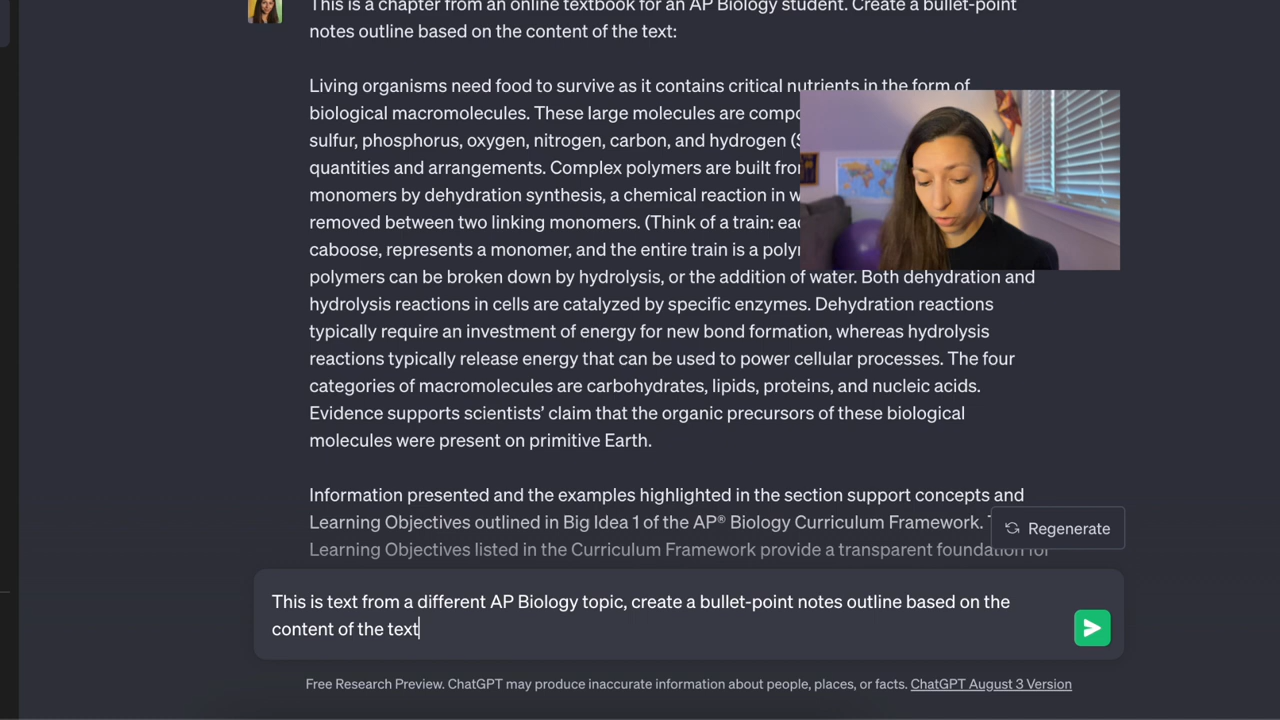 This is a chapter from an online textbook for an AP Biology student. Create a bullet-point
notes outline based on the content of the text:
Living organisms need food to survive as it contains critical nutrients in the form of
biological macromolecules. These large molecules are
sulfur, phosphorus, oxygen, nitrogen, carbon, and hydrogen
quantities and arrangements. Complex polymers are built
monomers by dehydration synthesis, a chemical reaction in
removed between two linking monomers. (Think of a train:
caboose, represents a monomer, and the entire train is a
polymers can be broken down by hydrolysis, or the addition of water. Both dehydration and
hydrolysis reactions in cells are catalyzed by specific enzymes. Dehydration reactions
typically require an investment of energy for new bond formation, whereas hydrolysis
reactions typically release energy that can be used to power cellular processes. The four
categories of macromolecules are carbohydrates, lipids, proteins, and nucleic acids.
Evidence supports scientists’ claim that the organic precursors of these biological
molecules were present on primitive Earth.
Information presented and the examples highlighted in the section support concepts and
Learning Objectives outlined in Big Idea 1 of the AP® Biology Curriculum Framework.
Regenerate
Learning Objectives listed in the Curriculum Framework provide a transparent foundation for
This is text from a different AP Biology topic, create a bullet-point notes outline based on the
content of the text
Free Research Preview. ChatGPT may produce inaccurate information about people, places, or facts. ChatGPT August 3 Version